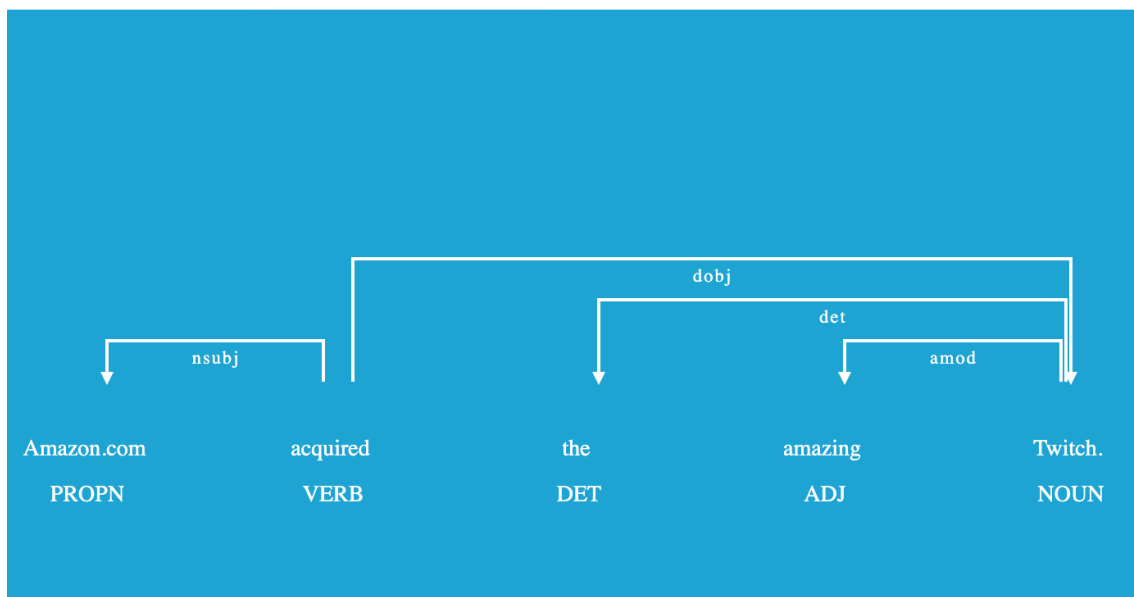 dobj
det
nsubj amod
Amazon.com acquired the amazing Twitch.
PROPN VERB DET ADJ NOUN